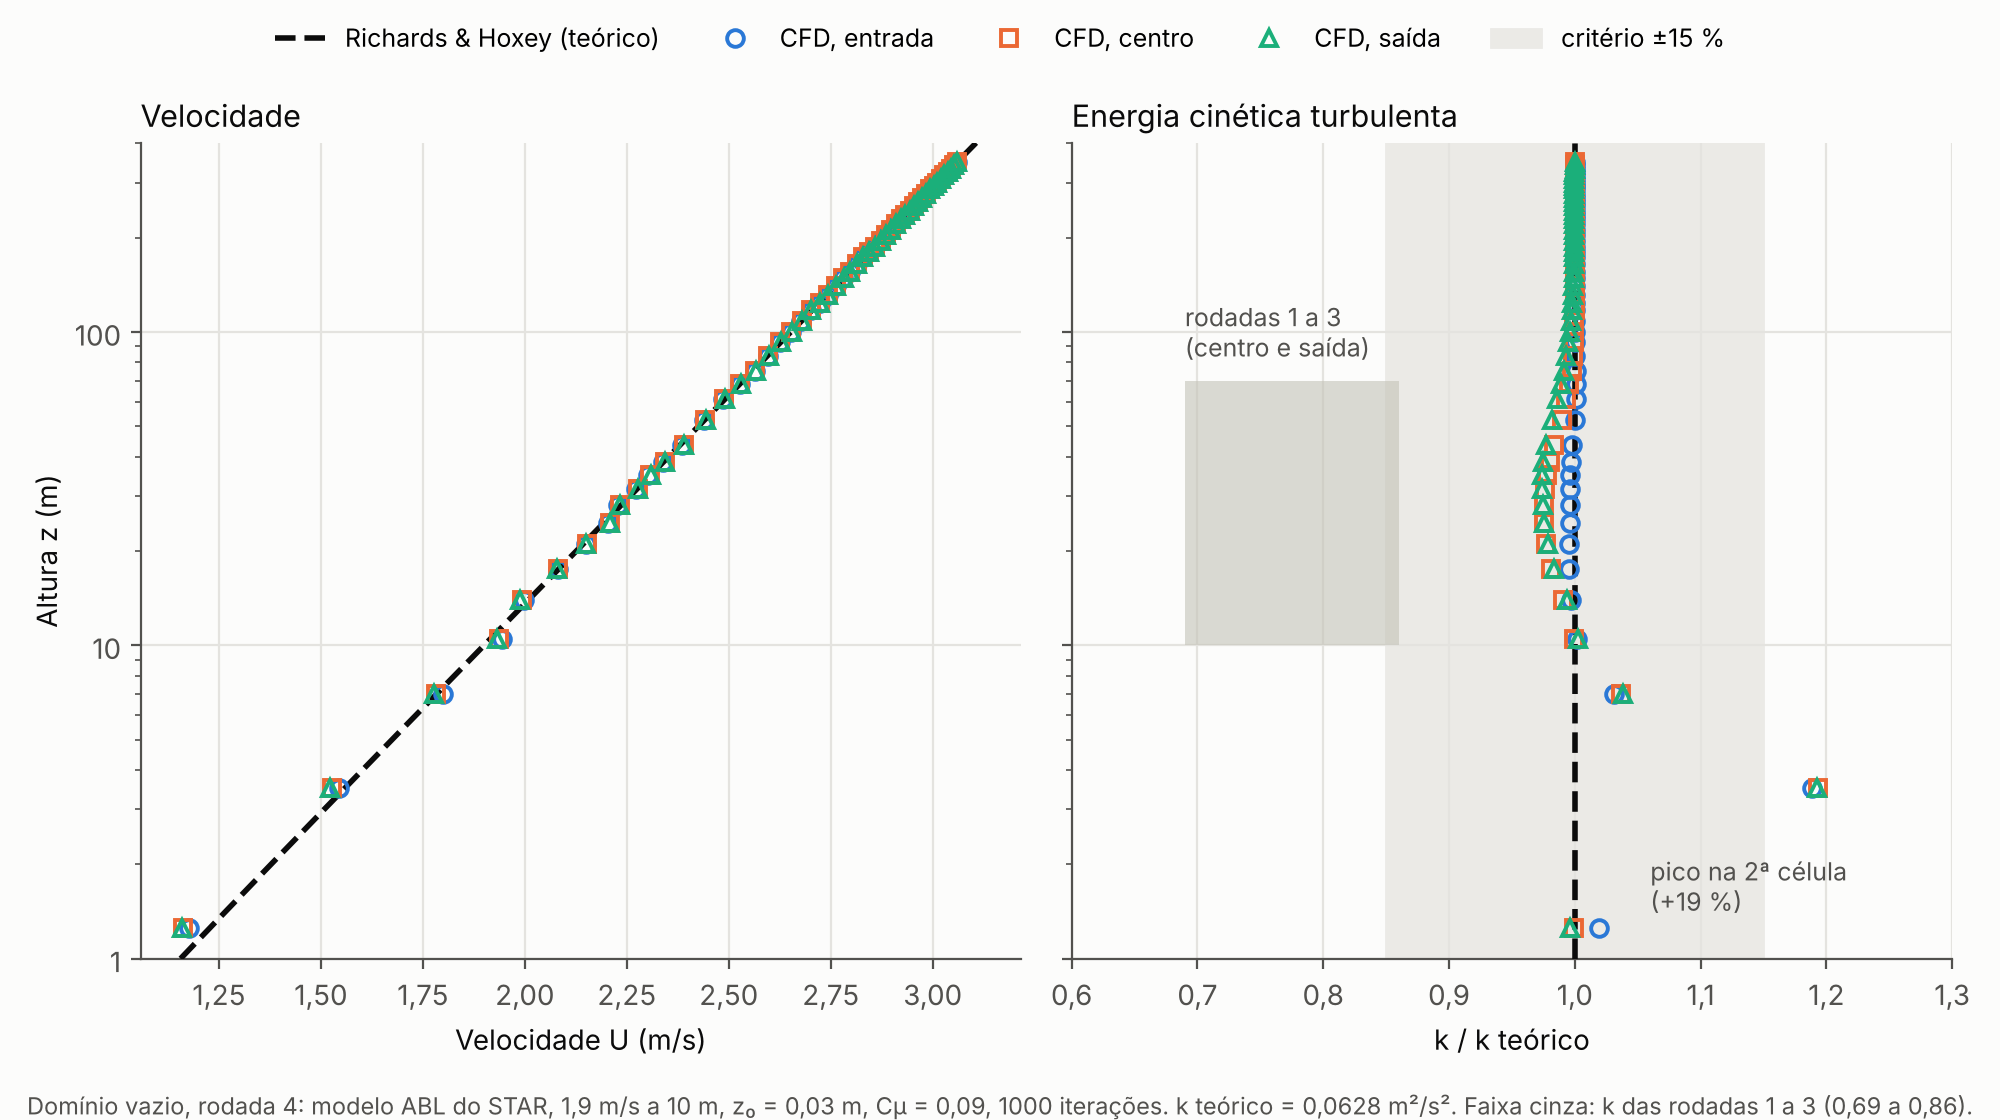 Richards & Hoxey (teórico)
CFD, entrada
CFD, centro
CFD, saída
critério ±15 %
Velocidade
Energia cinética turbulenta
Altura z (m)
100
10
1
1,25
1,50
1,75
2,00
2,25
2,50
2,75
3,00
Velocidade U (m/s)
rodadas 1 a 3
(centro e saída)
pico na 2ª célula
(+19 %)
0,6
0,7
0,8
0,9
1,0
1,1
1,2
1,3
k / k teórico
Domínio vazio, rodada 4: modelo ABL do STAR, 1,9 m/s a 10 m, z₀ = 0,03 m, Cμ = 0,09, 1000 iterações. k teórico = 0,0628 m²/s². Faixa cinza: k das rodadas 1 a 3 (0,69 a 0,86).